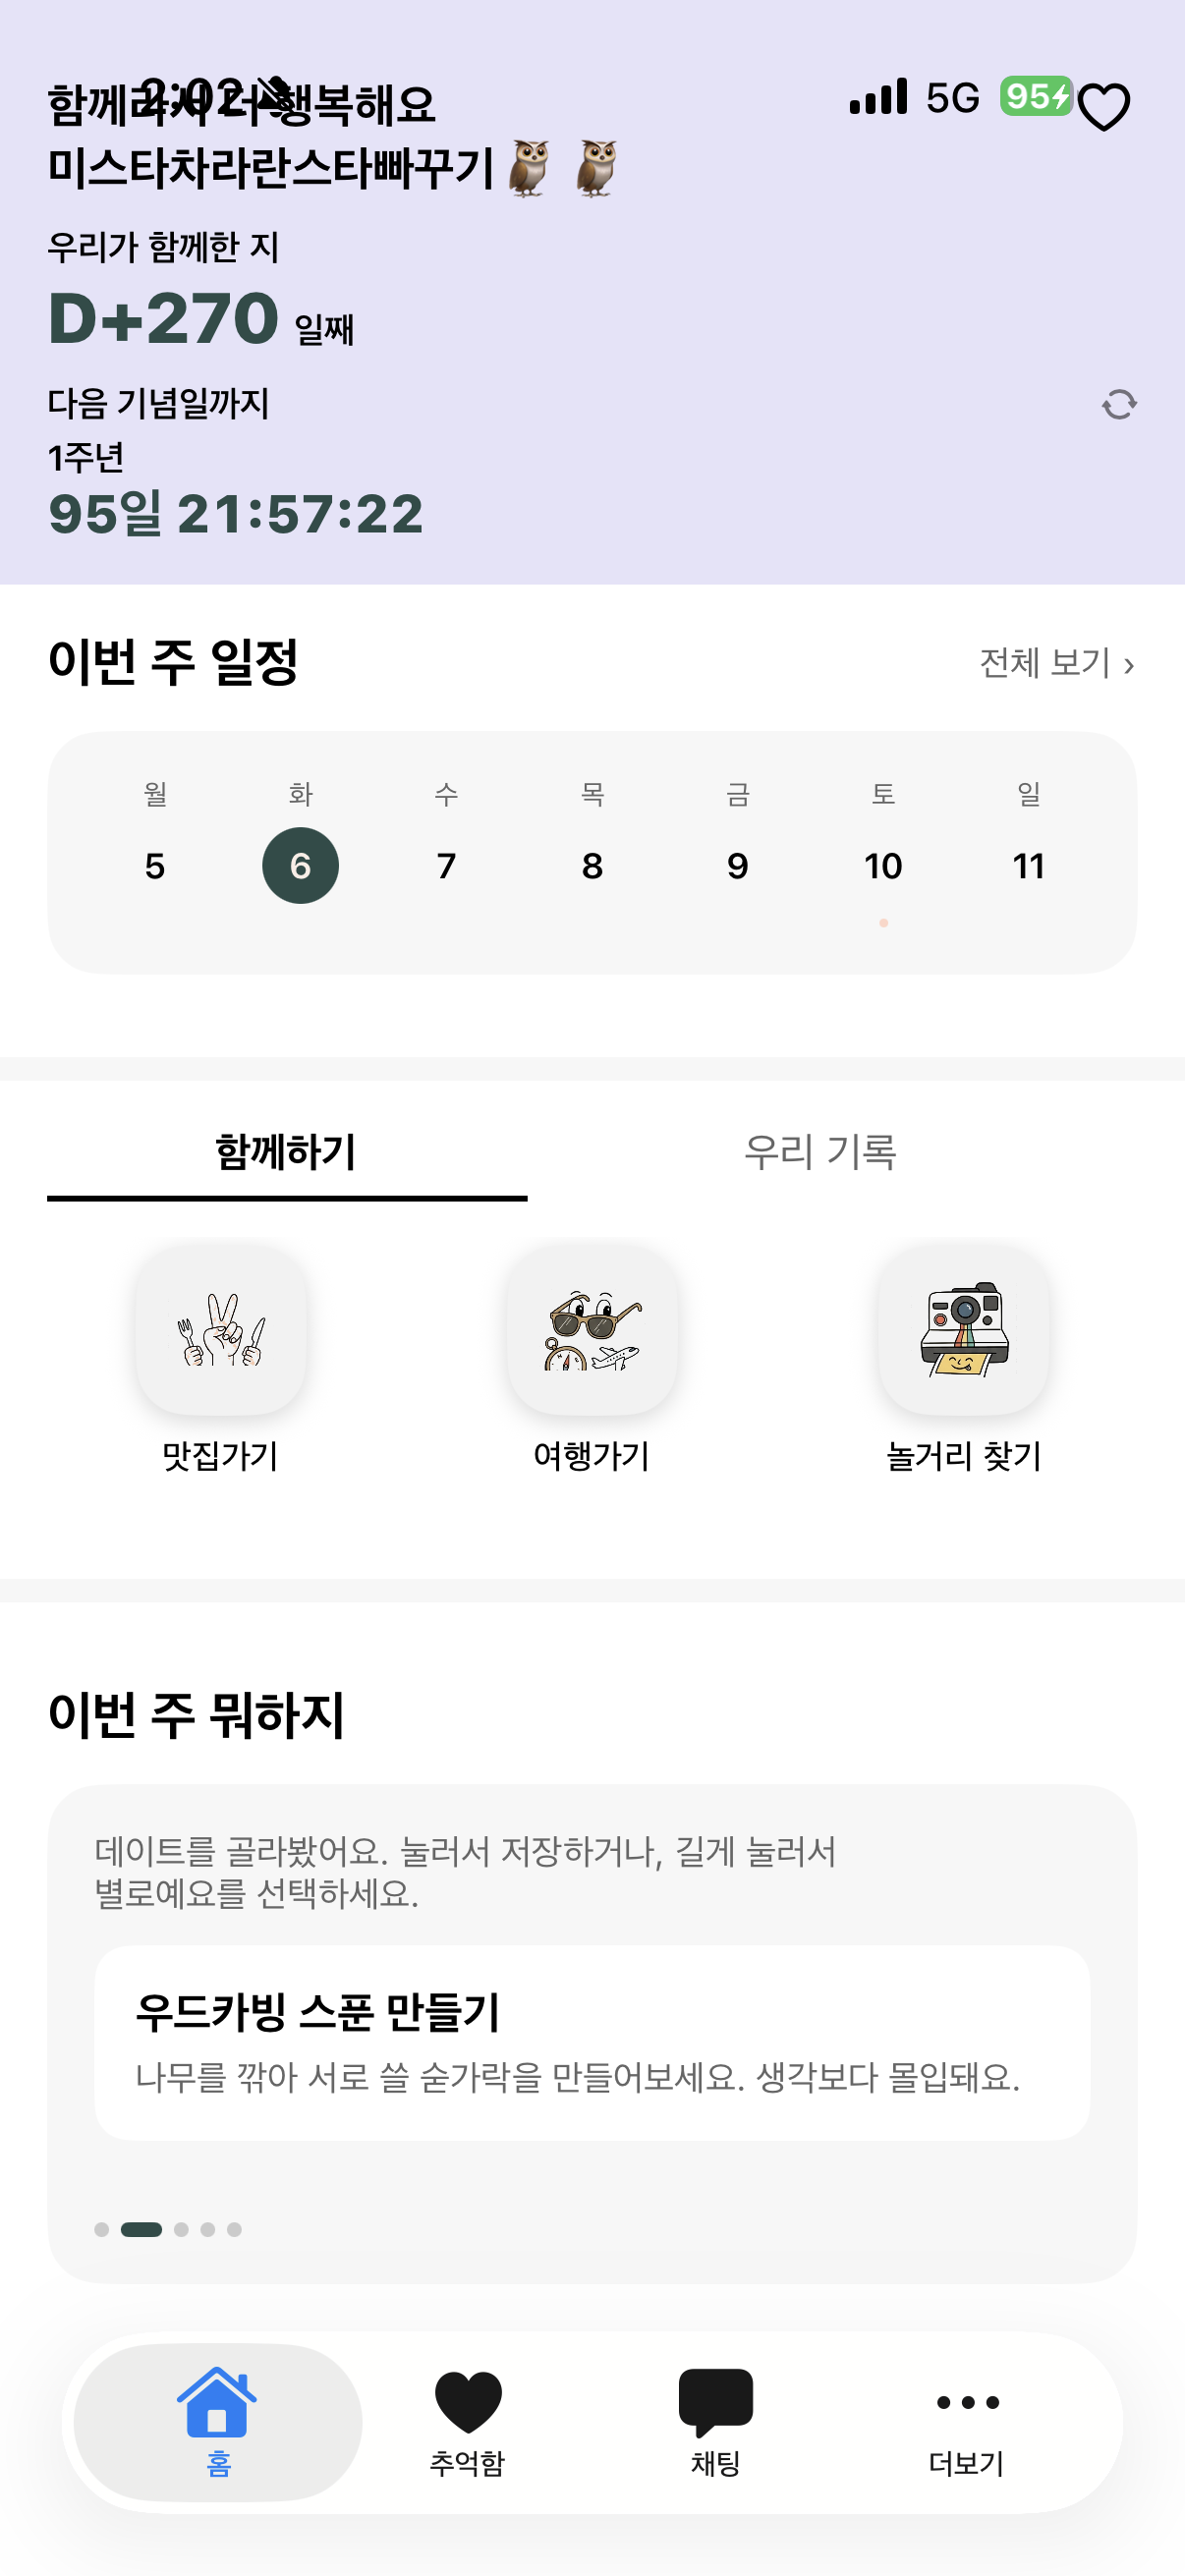 2:02
5G 95
함께라서 더 행복해요
미스타차라란스타빠꾸기🦉 🦉
우리가 함께한 지
D+270 일째
다음 기념일까지
1주년
95일 21:57:22
이번 주 일정
전체 보기 ›
월 화 수 목 금 토 일
5 6 7 8 9 10 11
함께하기 우리 기록
맛집가기 여행가기 놀거리 찾기
이번 주 뭐하지
데이트를 골라봤어요. 눌러서 저장하거나, 길게 눌러서
별로예요를 선택하세요.
우드카빙 스푼 만들기
나무를 깎아 서로 쓸 숟가락을 만들어보세요. 생각보다 몰입돼요.
홈 추억함 채팅 더보기